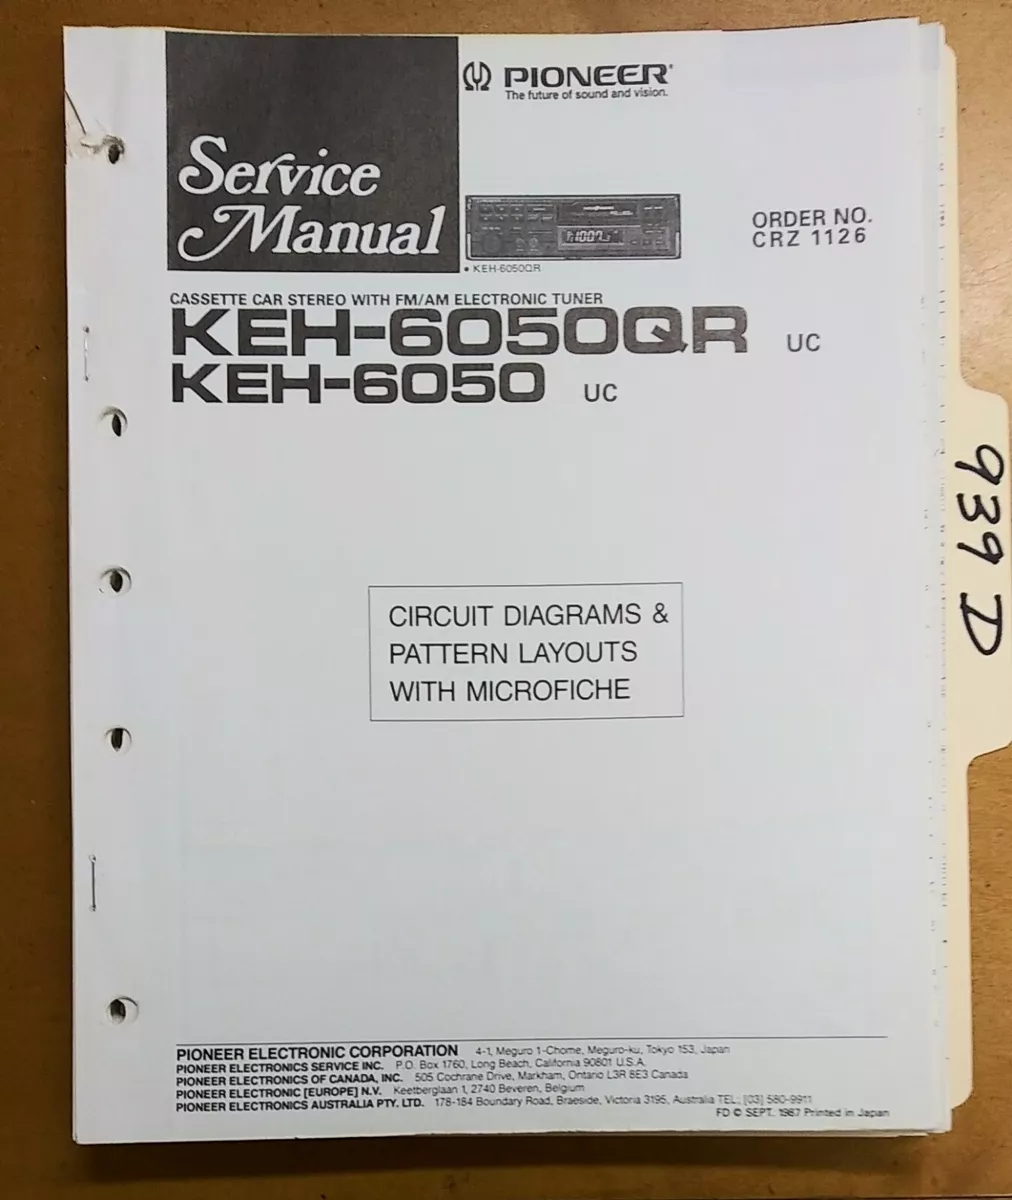 PIONEER
The future of sound and vision.
Service
Manual
ORDER NO.
CRZ 1126
• KEH-6050QR
CASSETTE CAR STEREO WITH FM/AM ELECTRONIC TUNER
KEH-6050QR UC
KEH-6050 UC
939 D
CIRCUIT DIAGRAMS &
PATTERN LAYOUTS
WITH MICROFICHE
PIONEER ELECTRONIC CORPORATION 4-1, Meguro 1-Chome, Meguro-ku, Tokyo 153, Japan
PIONEER ELECTRONICS SERVICE INC. P.O. Box 1760, Long Beach, California 90801 U.S.A.
PIONEER ELECTRONICS OF CANADA, INC. 505 Cochrane Drive, Markham, Ontario L3R 8E3 Canada
PIONEER ELECTRONIC [EUROPE] N.V. Keetberglaan 1, 2740 Beveren, Belgium
PIONEER ELECTRONICS AUSTRALIA PTY. LTD. 178-184 Boundary Road, Braeside, Victoria 3195, Australia TEL: [03] 580-9911
FD © SEPT. 1987 Printed in Japan